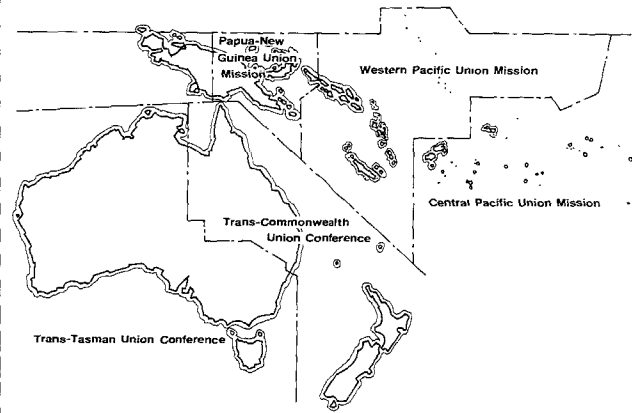 Papua-New
Guinea Union
Mission
Western Pacific Union Mission
Central Pacific Union Mission
Trans-Commonwealth
Union Conference
Trans-Tasman Union Conference